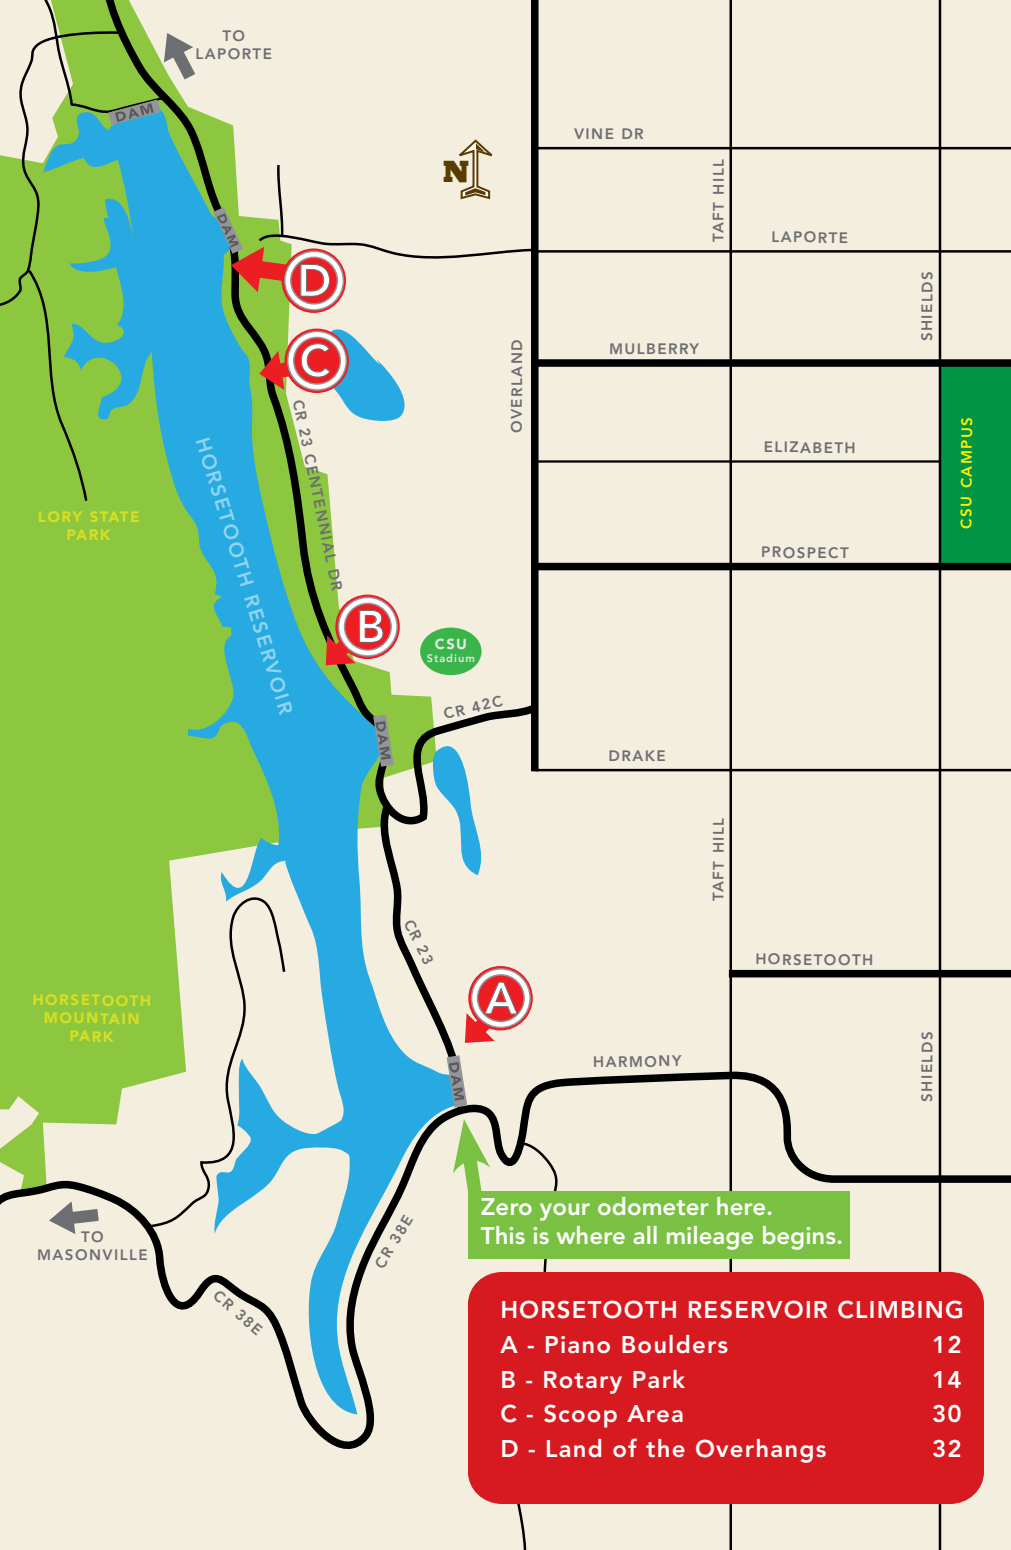 TO
LAPORTE
DAM
VINE DR
N
TAFT HILL
DAM
LAPORTE
D
SHIELDS
C
OVERLAND
MULBERRY
CR 23 CENTENNIAL DR
ELIZABETH
CSU CAMPUS
HORSETOOTH RESERVOIR
LORY STATE
PARK
PROSPECT
B
CSU
Stadium
CR 42C
DAM
DRAKE
TAFT HILL
CR 23
HORSETOOTH
A
HORSETOOTH
MOUNTAIN
PARK
HARMONY
SHIELDS
DAM
Zero your odometer here.
This is where all mileage begins.
TO
MASONVILLE
CR 38E
CR 38E
HORSETOOTH RESERVOIR CLIMBING
A - Piano Boulders 12
B - Rotary Park 14
C - Scoop Area 30
D - Land of the Overhangs 32